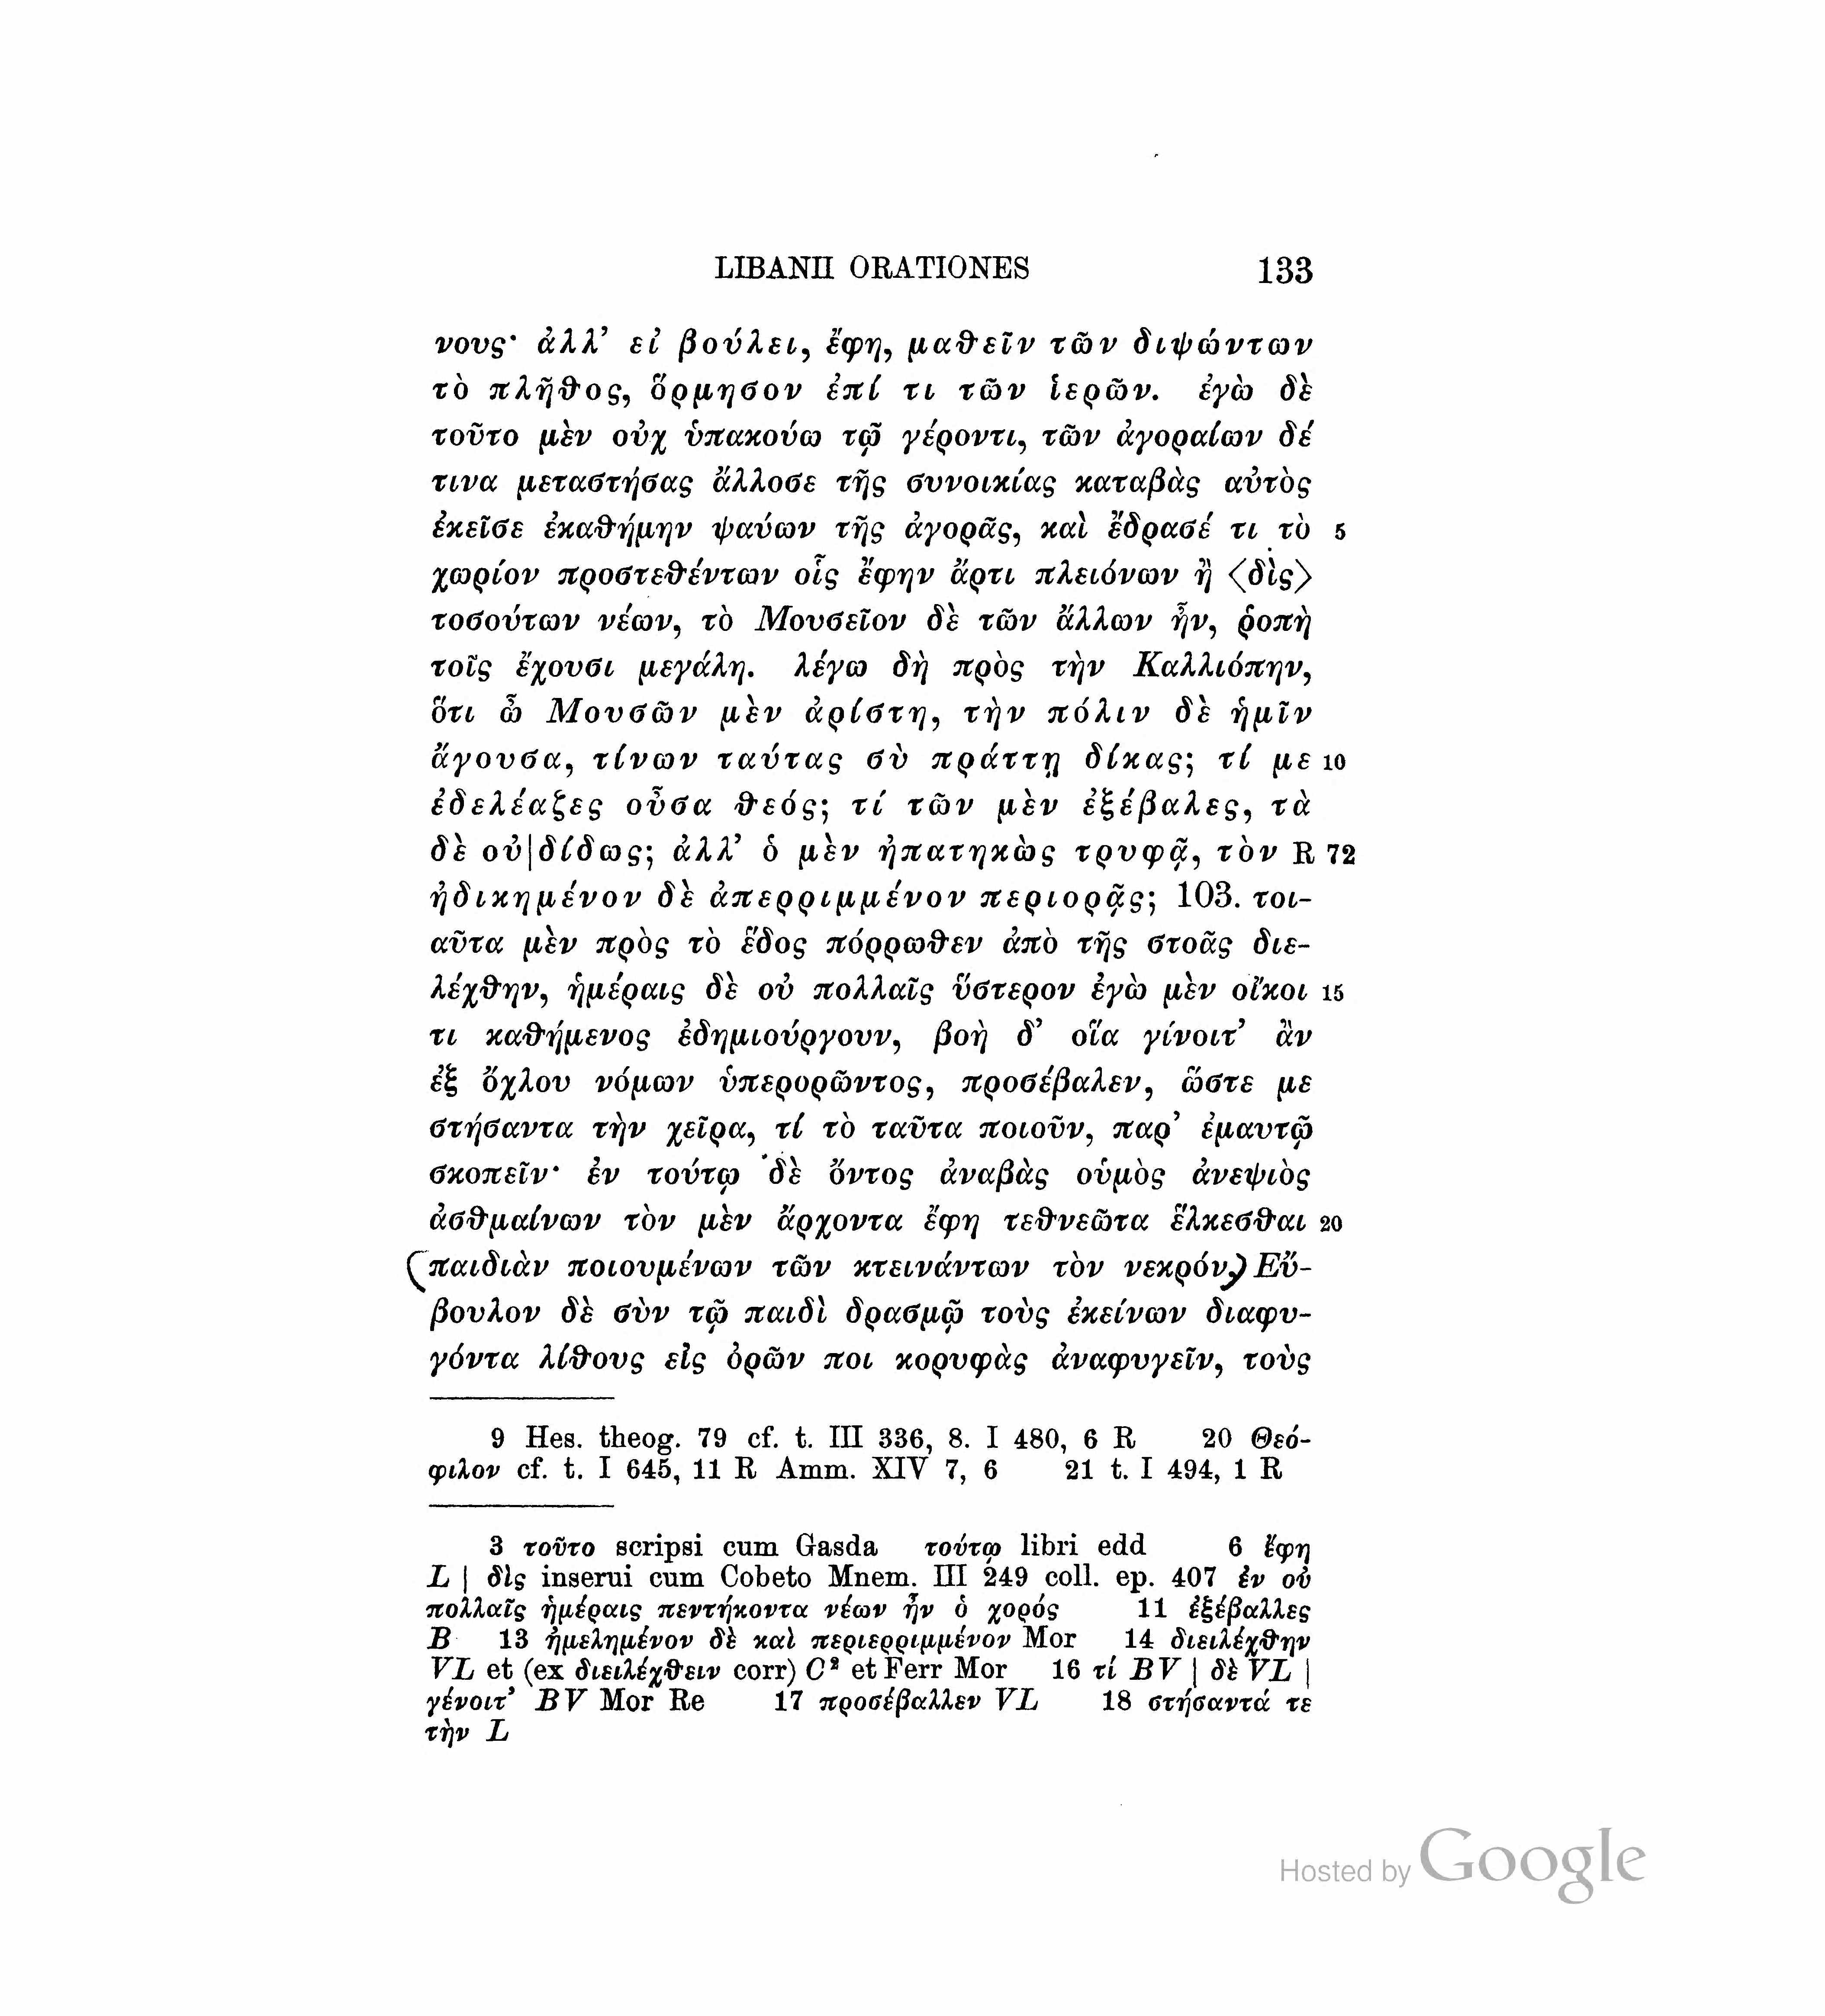 LIBANII ORATIONES 133
νους· ἀλλ’ εἰ βούλει, ἔφη, μαθεῖν τῶν διψώντων
τὸ πλῆθος, ὅρμησον ἐπί τι τῶν ἱερῶν. ἐγὼ δὲ
τοῦτο μὲν οὐχ ὑπακούω τῷ γέροντι, τῶν ἀγοραίων δέ
τινα μεταστήσας ἄλλοσε τῆς συνοικίας καταβὰς αὐτὸς
ἐκεῖσε ἐκαθήμην ψαύων τῆς ἀγορᾶς, καὶ ἔδρασέ τι τὸ 5
χωρίον προστεθέντων οἷς ἔφην ἄρτι πλειόνων ἢ ⟨δὶς⟩
τοσούτων νέων, τὸ Μουσεῖον δὲ τῶν ἄλλων ἦν, ῥοπὴ
τοῖς ἔχουσι μεγάλη. λέγω δὴ πρὸς τὴν Καλλιόπην,
ὅτι ὦ Μουσῶν μὲν ἀρίστη, τὴν πόλιν δὲ ἡμῖν
ἄγουσα, τίνων ταύτας σὺ πράττῃ δίκας; τί με 10
ἐδελέαζες οὖσα θεός; τί τῶν μὲν ἐξέβαλες, τὰ
δὲ οὐ|δίδως; ἀλλ’ ὁ μὲν ἠπατηκὼς τρυφᾷ, τὸν R 72
ἠδικημένον δὲ ἀπερριμμένον περιορᾷς; 103. τοι-
αῦτα μὲν πρὸς τὸ ἕδος πόρρωθεν ἀπὸ τῆς στοᾶς διε-
λέχθην, ἡμέραις δὲ οὐ πολλαῖς ὕστερον ἐγὼ μὲν οἴκοι 15
τι καθήμενος ἐδημιούργουν, βοὴ δ’ οἵα γίνοιτ’ ἂν
ἐξ ὄχλου νόμων ὑπερορῶντος, προσέβαλεν, ὥστε με
στήσαντα τὴν χεῖρα, τί τὸ ταῦτα ποιοῦν, παρ’ ἐμαυτῷ
σκοπεῖν· ἐν τούτῳ δὲ ὄντος ἀναβὰς οὑμὸς ἀνεψιὸς
ἀσθμαίνων τὸν μὲν ἄρχοντα ἔφη τεθνεῶτα ἕλκεσθαι 20
(παιδιὰν ποιουμένων τῶν κτεινάντων τὸν νεκρόν,) Εὔ-
βουλον δὲ σὺν τῷ παιδὶ δρασμῷ τοὺς ἐκείνων διαφυ-
γόντα λίθους εἰς ὀρῶν ποι κορυφὰς ἀναφυγεῖν, τοὺς
9 Hes. theog. 79 cf. t. III 336, 8. I 480, 6 R 20 Θεό-
φιλον cf. t. I 645, 11 R Amm. XIV 7, 6 21 t. I 494, 1 R
3 τοῦτο scripsi cum Gasda τούτῳ libri edd 6 ἔφη
L | δὶς inserui cum Cobeto Mnem. III 249 coll. ep. 407 ἐν οὐ
πολλαῖς ἡμέραις πεντήκοντα νέων ἦν ὁ χορός 11 ἐξέβαλλες
B 13 ἠμελημένον δὲ καὶ περιερριμμένον Mor 14 διειλέχθην
VL et (ex διειλέχθειν corr) C² et Ferr Mor 16 τί BV | δὲ VL |
γένοιτ’ BV Mor Re 17 προσέβαλλεν VL 18 στήσαντά τε
τὴν L
Hosted by Google